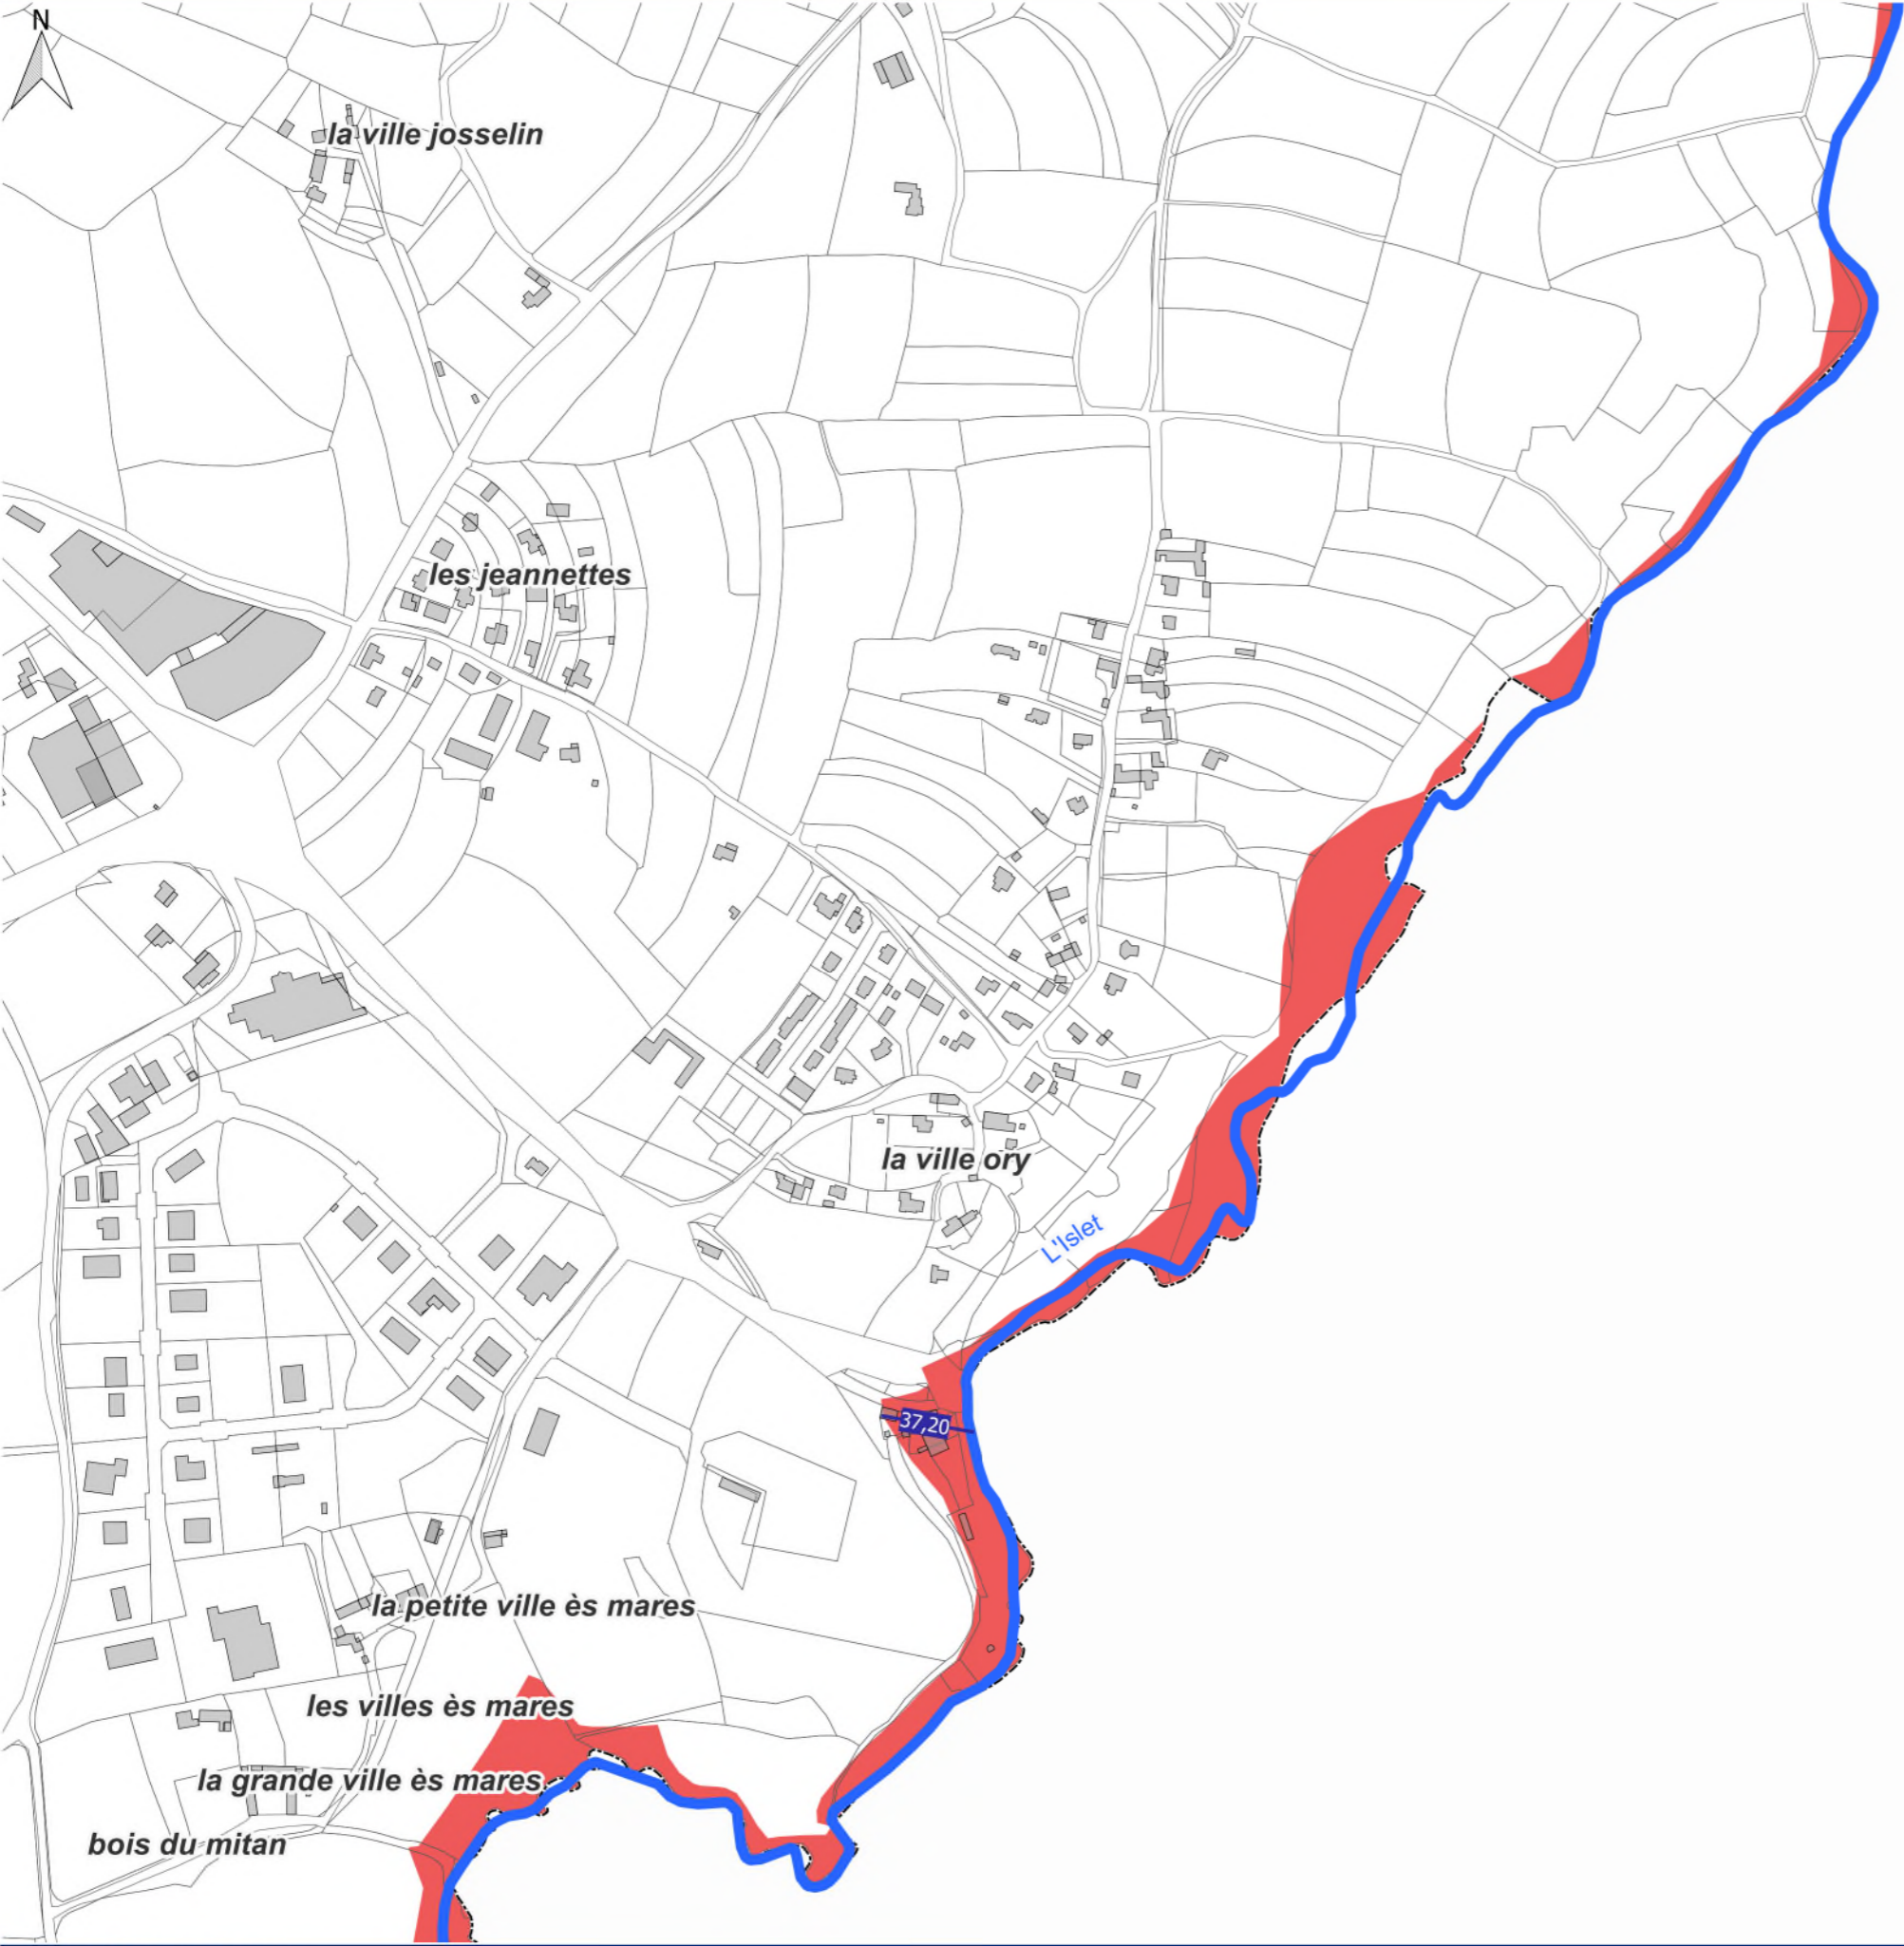 N
la ville josselin
les jeannettes
la ville ory
L'Islet
37,20
la petite ville ès mares
les villes ès mares
la grande ville ès mares
bois du mitan